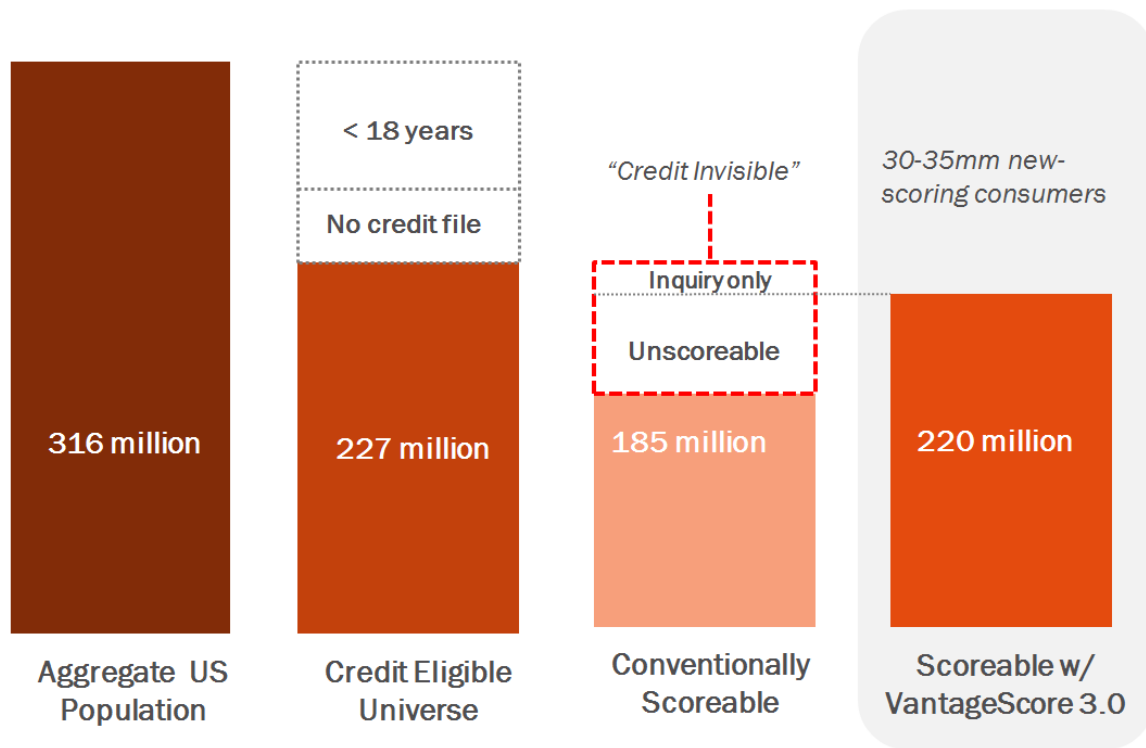 < 18 years
No credit file
"Credit Invisible"
30-35mm new-
scoring consumers
Inquiry only
Unscoreable
316 million
227 million
185 million
220 million
Aggregate US
Population
Credit Eligible
Universe
Conventionally
Scoreable
Scoreable w/
VantageScore 3.0